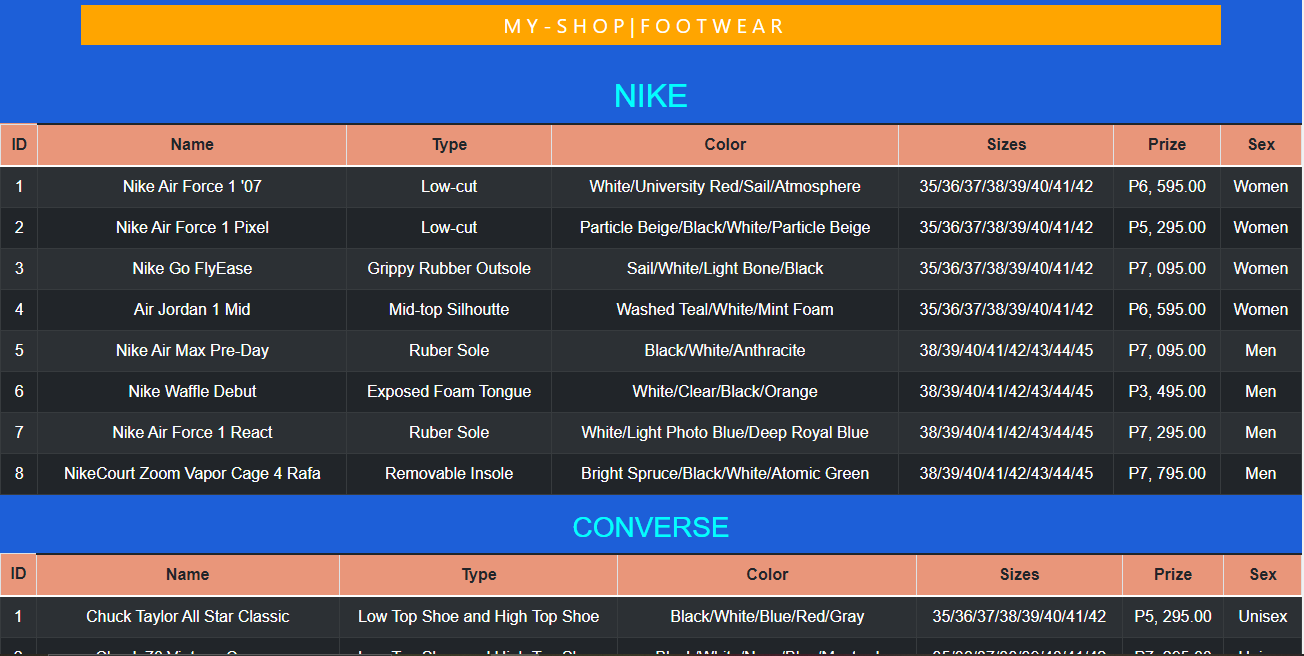 MY-SHOP|FOOTWEAR
NIKE
ID Name Type Color Sizes Prize Sex
1 Nike Air Force 1 '07 Low-cut White/University Red/Sail/Atmosphere 35/36/37/38/39/40/41/42 P6, 595.00 Women
2 Nike Air Force 1 Pixel Low-cut Particle Beige/Black/White/Particle Beige 35/36/37/38/39/40/41/42 P5, 295.00 Women
3 Nike Go FlyEase Grippy Rubber Outsole Sail/White/Light Bone/Black 35/36/37/38/39/40/41/42 P7, 095.00 Women
4 Air Jordan 1 Mid Mid-top Silhoutte Washed Teal/White/Mint Foam 35/36/37/38/39/40/41/42 P6, 595.00 Women
5 Nike Air Max Pre-Day Ruber Sole Black/White/Anthracite 38/39/40/41/42/43/44/45 P7, 095.00 Men
6 Nike Waffle Debut Exposed Foam Tongue White/Clear/Black/Orange 38/39/40/41/42/43/44/45 P3, 495.00 Men
7 Nike Air Force 1 React Ruber Sole White/Light Photo Blue/Deep Royal Blue 38/39/40/41/42/43/44/45 P7, 295.00 Men
8 NikeCourt Zoom Vapor Cage 4 Rafa Removable Insole Bright Spruce/Black/White/Atomic Green 38/39/40/41/42/43/44/45 P7, 795.00 Men
CONVERSE
ID Name Type Color Sizes Prize Sex
1 Chuck Taylor All Star Classic Low Top Shoe and High Top Shoe Black/White/Blue/Red/Gray 35/36/37/38/39/40/41/42 P5, 295.00 Unisex